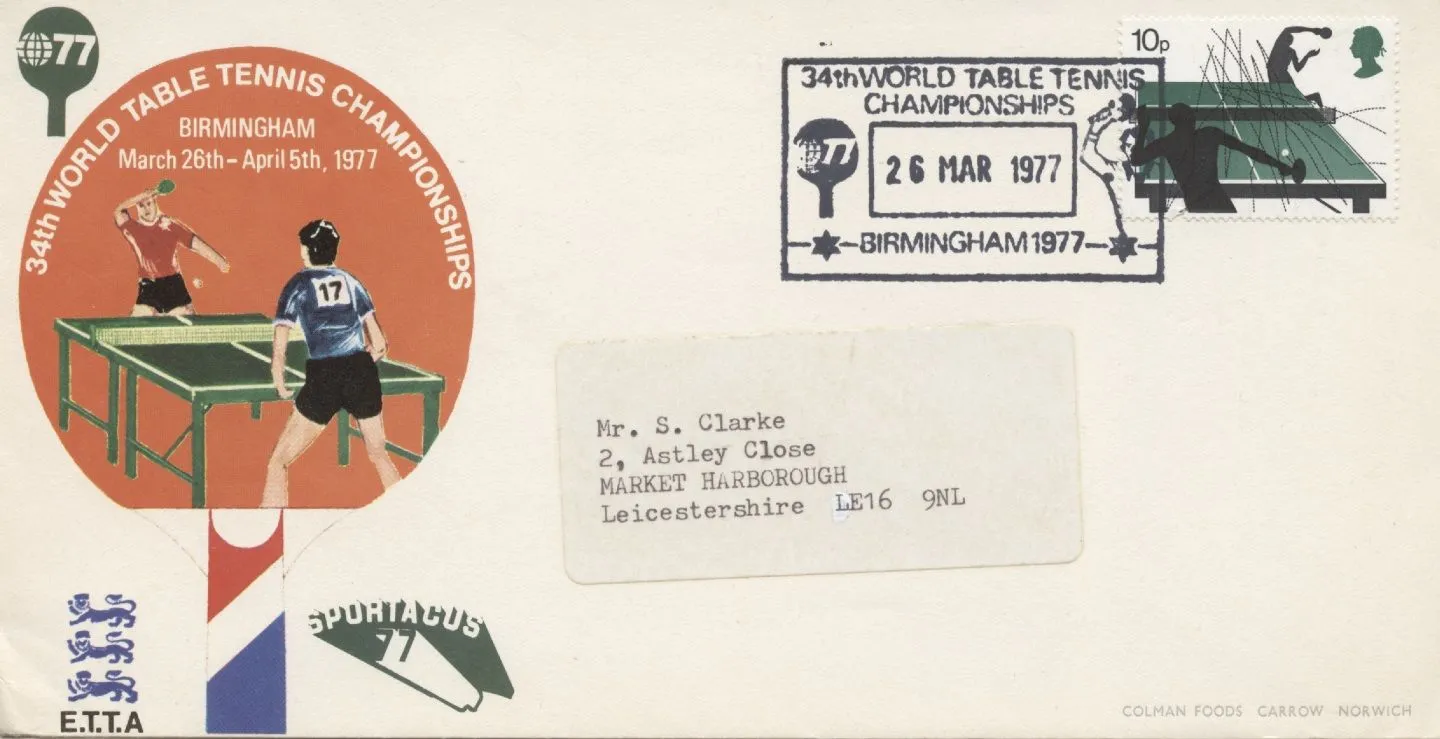 77
34th WORLD TABLE TENNIS CHAMPIONSHIPS
BIRMINGHAM
March 26th – April 5th, 1977
17
SPORTACUS
77
E.T.T.A
34th WORLD TABLE TENNIS
CHAMPIONSHIPS
77
26 MAR 1977
BIRMINGHAM 1977
10p
Mr. S. Clarke
2, Astley Close
MARKET HARBOROUGH
Leicestershire LE16 9NL
COLMAN FOODS CARROW NORWICH